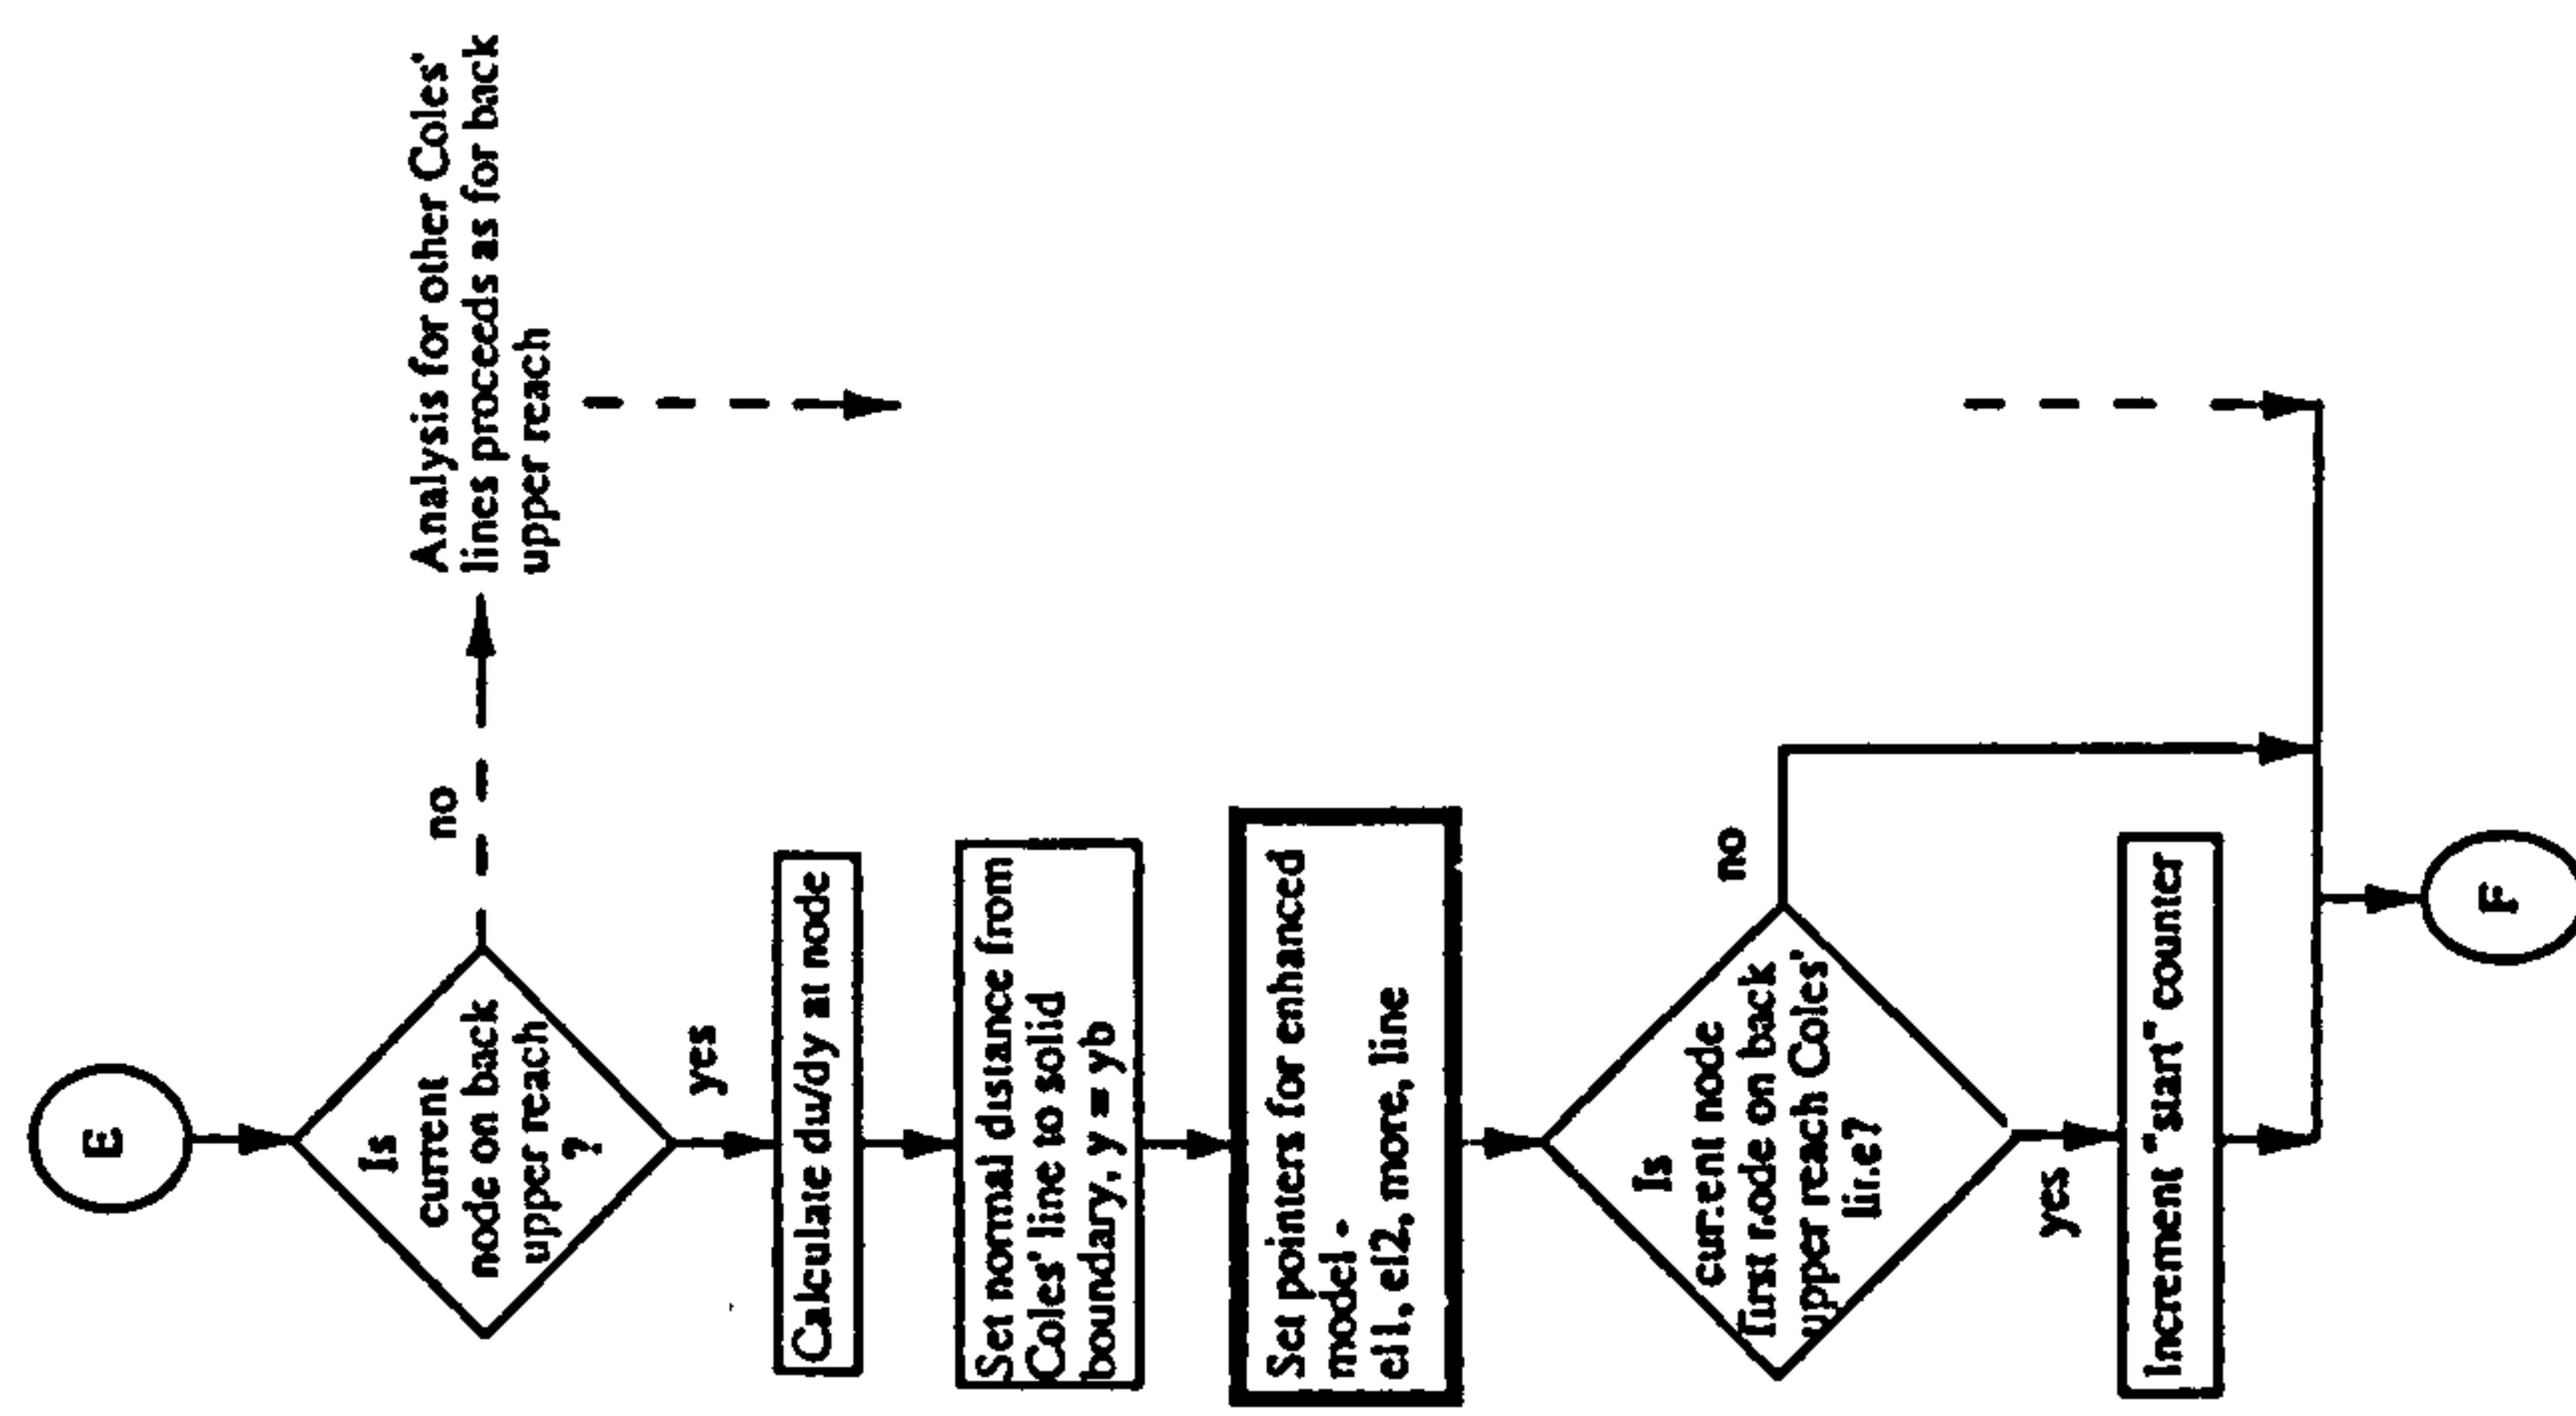 E
Is
current
node on back
upper reach
?
no
Analysis for other Coles'
lines proceeds as for back
upper reach
yes
Calculate du/dy at node
Set normal distance from
Coles' line to solid
boundary, y = yb
Set pointers for enhanced
model -
el1, el2, more, line
Is
current node
first node on back
upper reach Coles'
line?
no
yes
Increment "start" counter
F